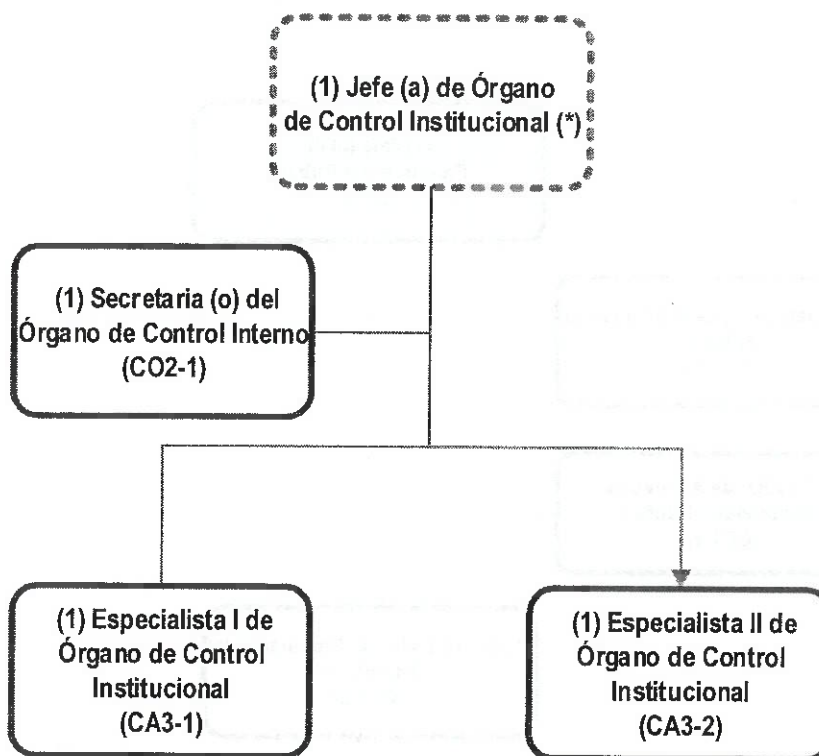 (1) Jefe (a) de Órgano
de Control Institucional (*)
(1) Secretaria (o) del
Órgano de Control Interno
(CO2-1)
(1) Especialista I de
Órgano de Control
Institucional
(CA3-1)
(1) Especialista II de
Órgano de Control
Institucional
(CA3-2)